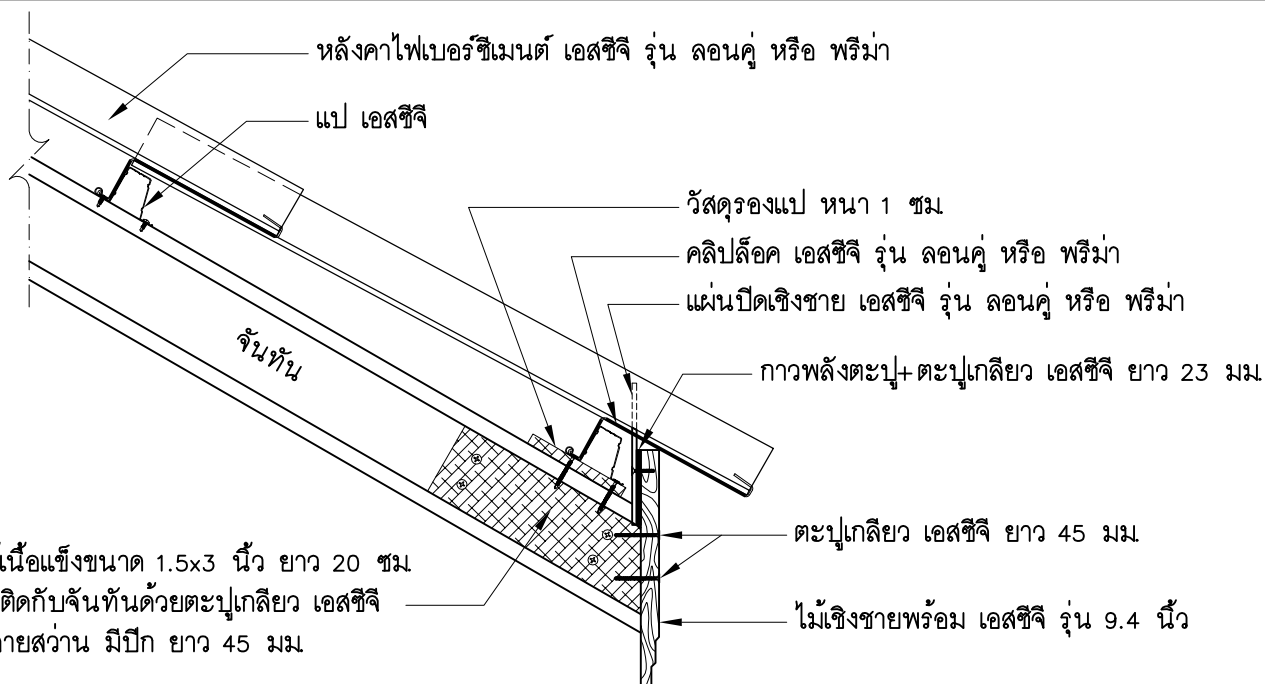 หลังคาไฟเบอร์ซีเมนต์ เอสซีจี รุ่น ลอนคู่ หรือ พรีม่า
แป เอสซีจี
วัสดุรองแป หนา 1 ซม.
คลิปล็อค เอสซีจี รุ่น ลอนคู่ หรือ พรีม่า
แผ่นปิดเชิงชาย เอสซีจี รุ่น ลอนคู่ หรือ พรีม่า
จันทัน
กาวพลังตะปู+ตะปูเกลียว เอสซีจี ยาว 23 มม.
ตะปูเกลียว เอสซีจี ยาว 45 มม.
เนื้อแข็งขนาด 1.5x3 นิ้ว ยาว 20 ซม.
ติดกับจันทันด้วยตะปูเกลียว เอสซีจี
ลายสว่าน มีปีก ยาว 45 มม.
ไม้เชิงชายพร้อม เอสซีจี รุ่น 9.4 นิ้ว